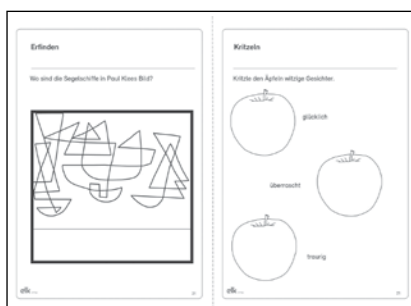 Erfinden
Wo sind die Segelschiffe in Paul Klees Bild?
elk
Kritzeln
Kritzle den Äpfeln witzige Gesichter.
glücklich
überrascht
traurig
elk